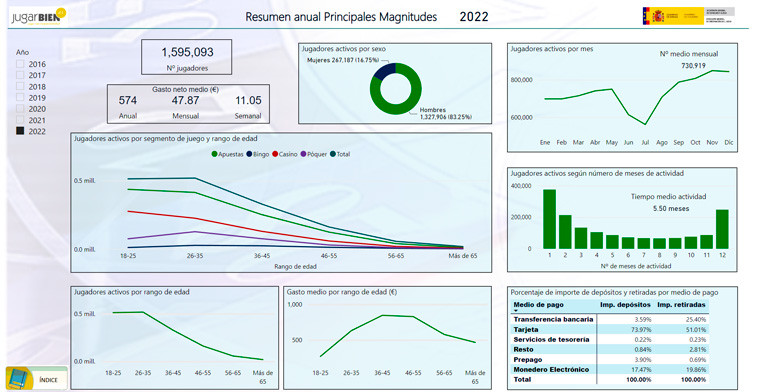 jugarBIEN.es
Resumen anual Principales Magnitudes 2022
Año
2016
2017
2018
2019
2020
2021
2022
1,595,093
Nº jugadores
Gasto neto medio (€)
574 47.87 11.05
Anual Mensual Semanal
Jugadores activos por sexo
Mujeres 267,187 (16.75%)
Hombres
1,327,906 (83.25%)
Jugadores activos por mes
Nº medio mensual
730,919
800,000
600,000
Ene Feb Mar Abr May Jun Jul Ago Sep Oct Nov Dic
Jugadores activos por segmento de juego y rango de edad
Apuestas Bingo Casino Póquer Total
0.5 mill.
0.0 mill.
18-25 26-35 36-45 46-55 56-65 Más de 65
Rango de edad
Jugadores activos según número de meses de actividad
Tiempo medio actividad
5.50 meses
400,000
200,000
0
1 2 3 4 5 6 7 8 9 10 11 12
Nº de meses de actividad
Jugadores activos por rango de edad
0.5 mill.
0.0 mill.
18-25 26-35 36-45 46-55 56-65 Más de
65
Gasto medio por rango de edad (€)
1,000
500
18-25 26-35 36-45 46-55 56-65 Más de
65
Porcentaje de importe de depósitos y retiradas por medio de pago
Medio de pago Imp. depósitos Imp. retiradas
Transferencia bancaria 3.59% 25.40%
Tarjeta 73.97% 51.01%
Servicios de tesorería 0.22% 0.23%
Resto 0.84% 2.81%
Prepago 3.90% 0.69%
Monedero Electrónico 17.47% 19.86%
Total 100.00% 100.00%
ÍNDICE